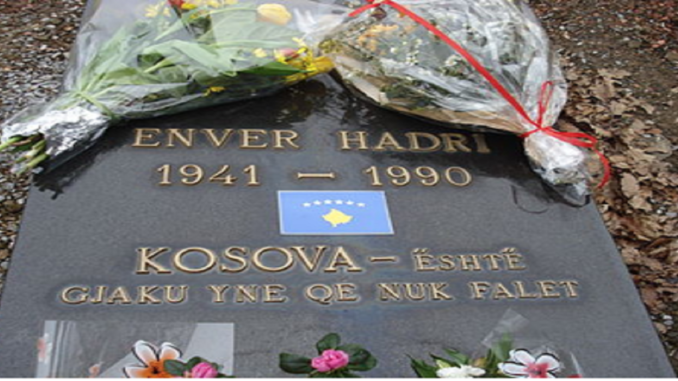 ENVER HADRI
1941 – 1990
KOSOVA – ËSHTË
GJAKU YNE QE NUK FALET